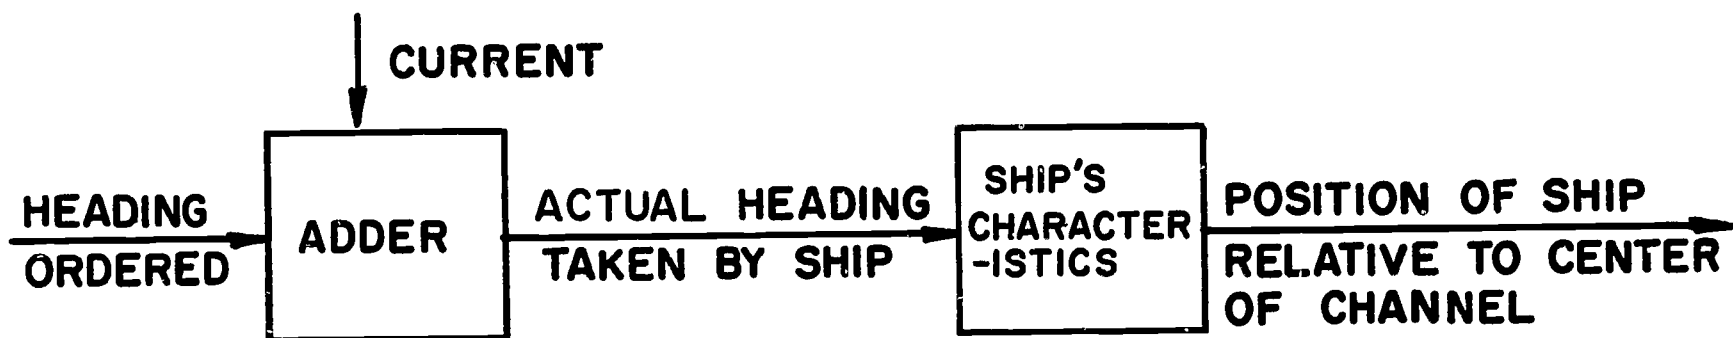 CURRENT
HEADING
ORDERED
ADDER
ACTUAL HEADING
TAKEN BY SHIP
SHIP'S
CHARACTER
-ISTICS
POSITION OF SHIP
RELATIVE TO CENTER
OF CHANNEL